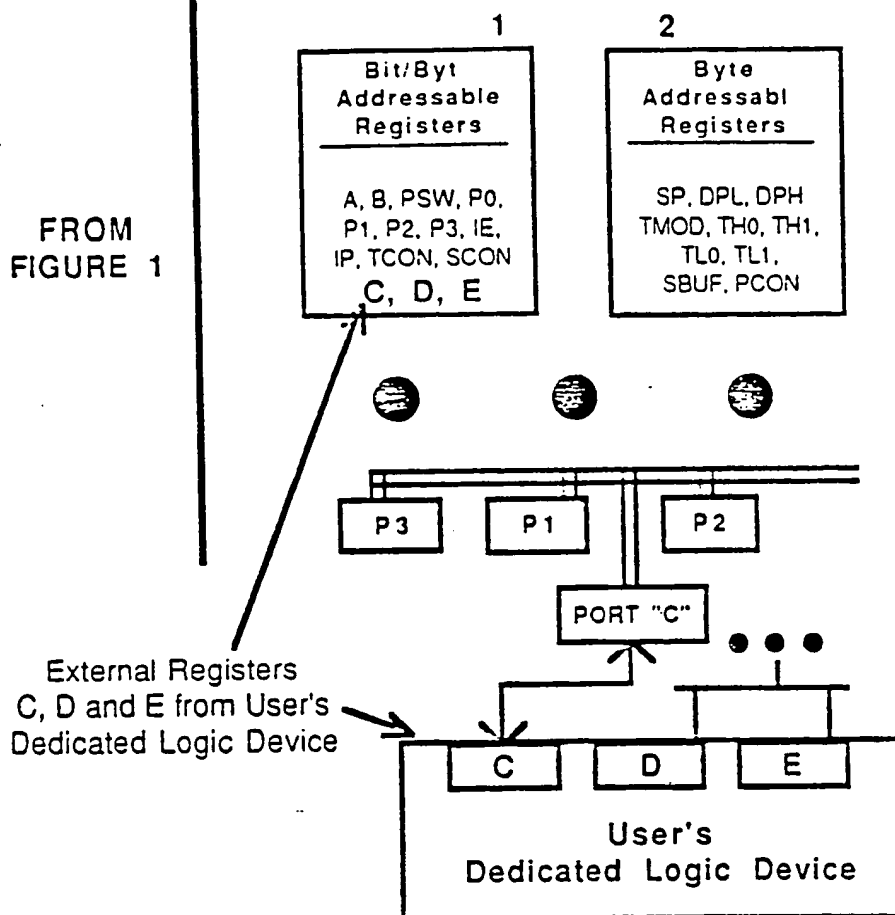 1
Bit/Byt
Addressable
Registers
A, B, PSW, P0,
P1, P2, P3, IE,
IP, TCON, SCON
C, D, E
2
Byte
Addressabl
Registers
SP, DPL, DPH
TMOD, TH0, TH1,
TL0, TL1,
SBUF, PCON
FROM
FIGURE 1
P3
P1
P2
PORT "C"
External Registers
C, D and E from User's
Dedicated Logic Device
C
D
E
User's
Dedicated Logic Device